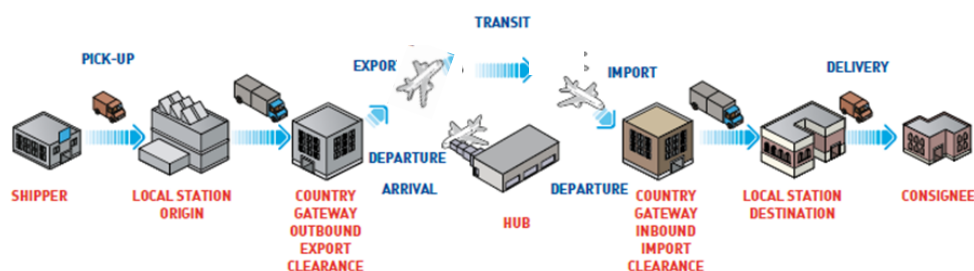 TRANSIT
PICK-UP
EXPOR
IMPORT
DELIVERY
DEPARTURE
ARRIVAL
DEPARTURE
SHIPPER
LOCAL STATION
ORIGIN
COUNTRY
GATEWAY
OUTBOUND
EXPORT
CLEARANCE
HUB
COUNTRY
GATEWAY
INBOUND
IMPORT
CLEARANCE
LOCAL STATION
DESTINATION
CONSIGNEE